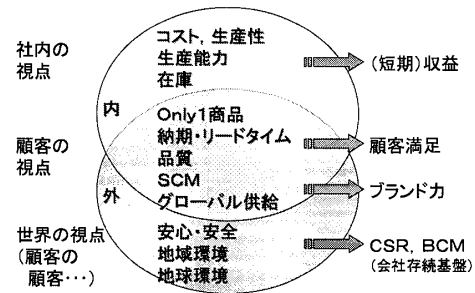 社内の
視点
コスト, 生産性
生産能力
在庫
(短期)収益
内
顧客の
視点
Only1商品
納期・リードタイム
品質
SCM
グローバル供給
顧客満足
ブランド力
外
世界の視点
(顧客の
顧客・・・)
安心・安全
地域環境
地球環境
CSR, BCM
(会社存続基盤)